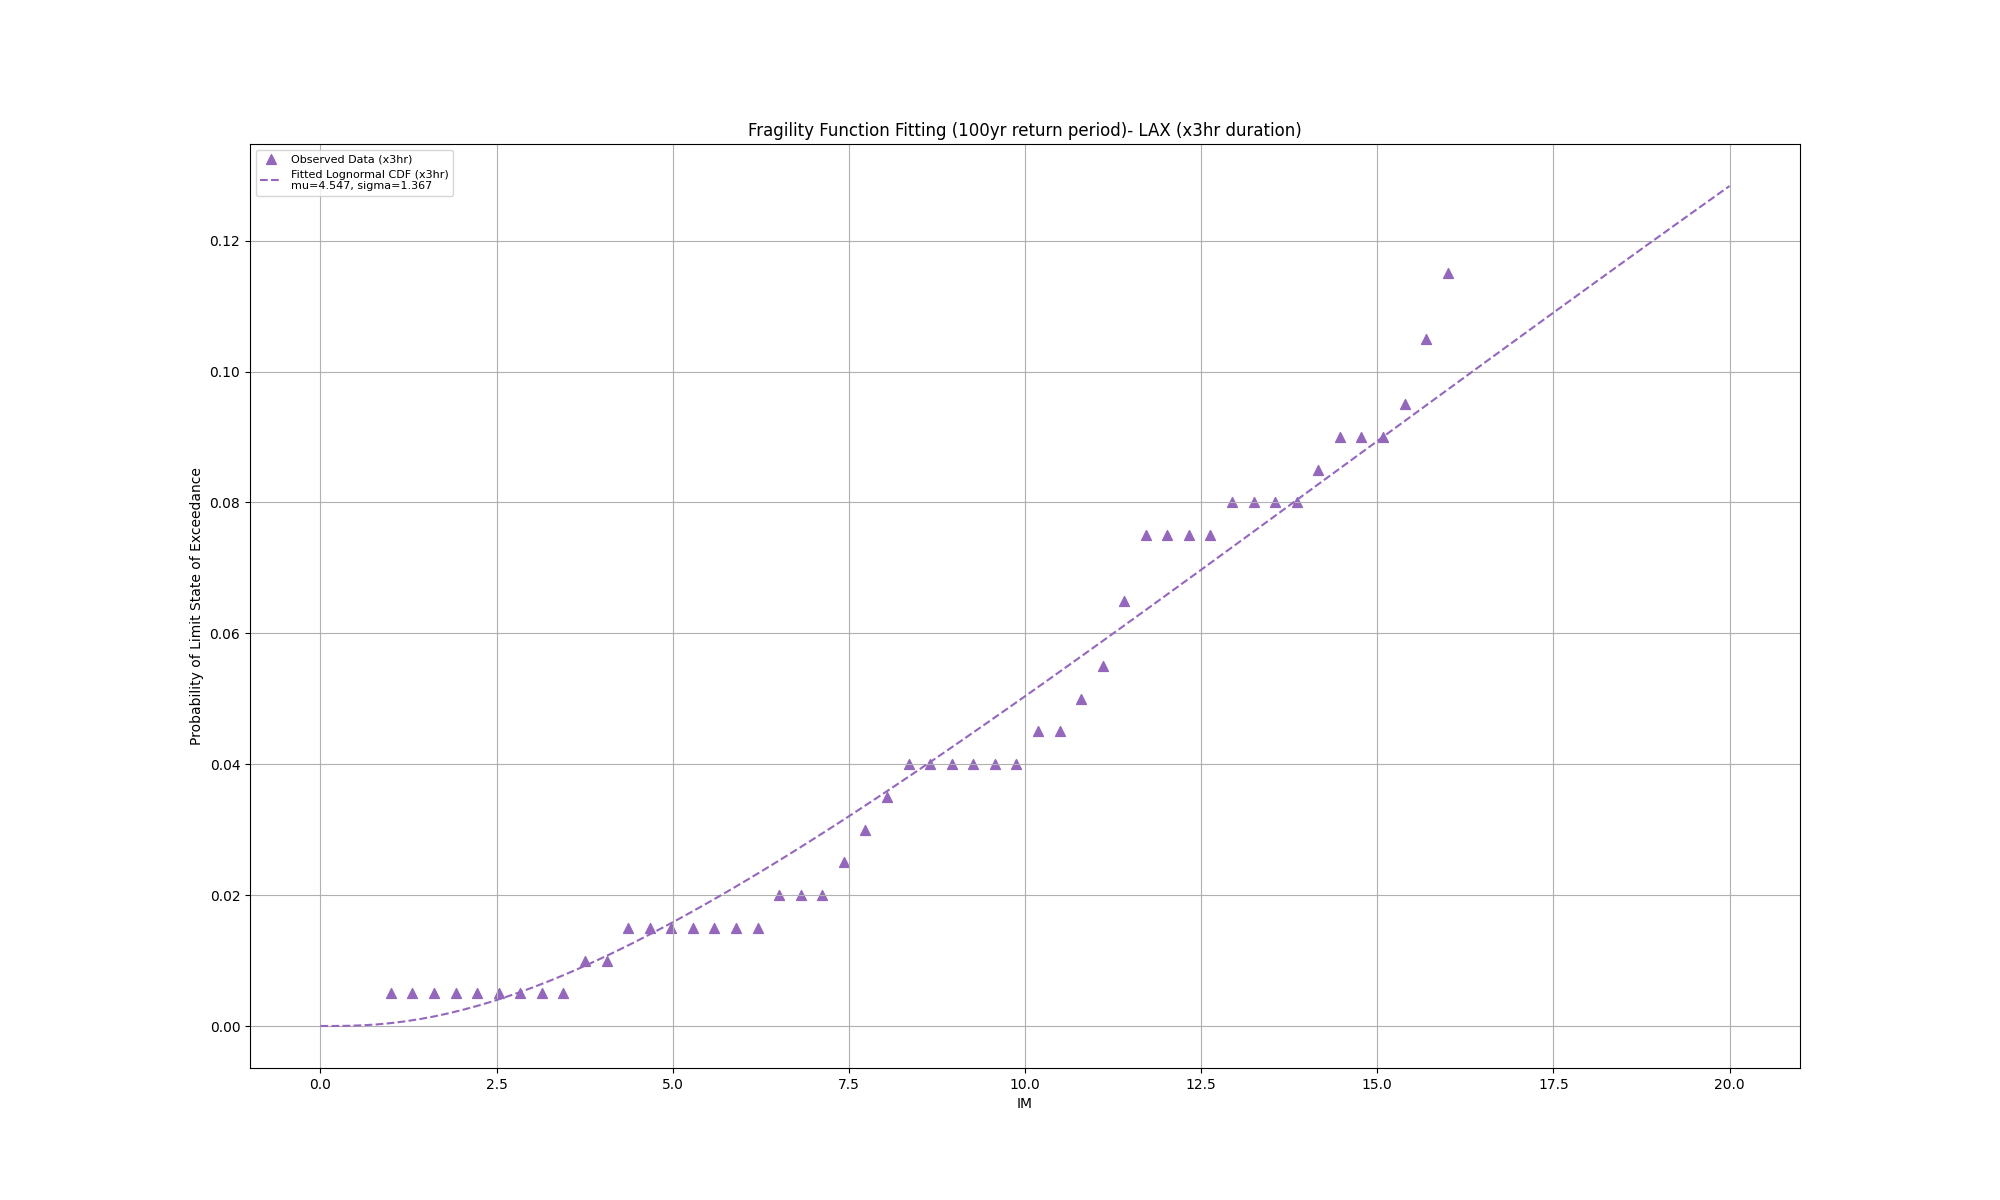 Fragility Function Fitting (100yr return period)- LAX (x3hr duration)
Observed Data (x3hr)
Fitted Lognormal CDF (x3hr)
mu=4.547, sigma=1.367
Probability of Limit State of Exceedance
0.12
0.10
0.08
0.06
0.04
0.02
0.00
0.0 2.5 5.0 7.5 10.0 12.5 15.0 17.5 20.0
IM